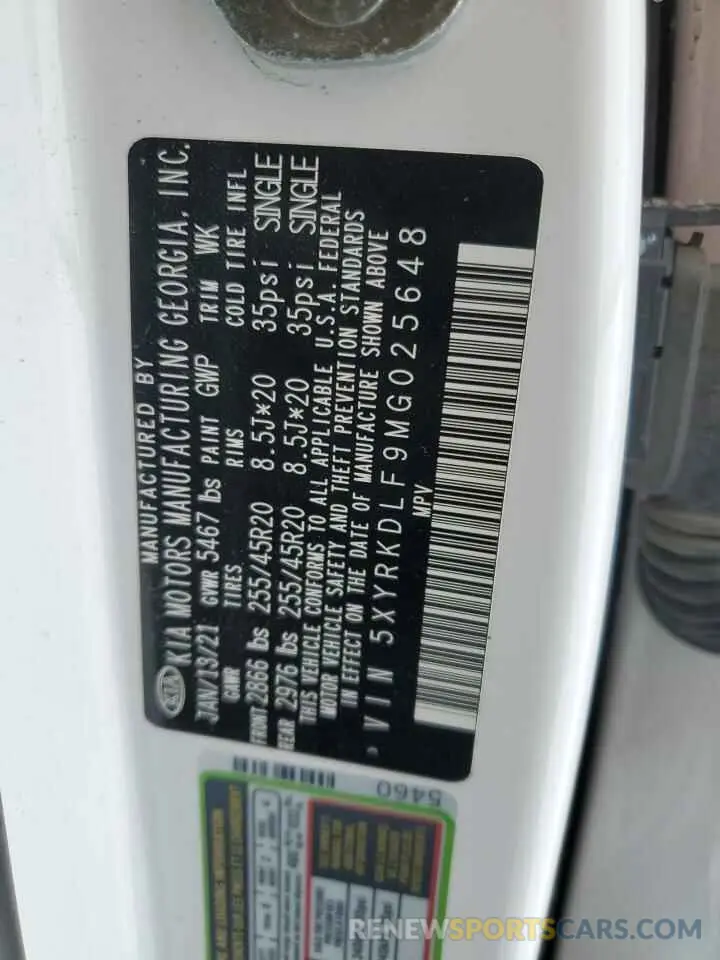 MANUFACTURED BY
KIA KIA MOTORS MANUFACTURING GEORGIA, INC.
JAN/13/21 GVWR 5467 lbs PAINT GWP TRIM WK
GAWR TIRES RIMS COLD TIRE INFL
FRONT 2866 lbs 255/45R20 8.5J*20 35psi SINGLE
REAR 2976 lbs 255/45R20 8.5J*20 35psi SINGLE
THIS VEHICLE CONFORMS TO ALL APPLICABLE U.S.A. FEDERAL
MOTOR VEHICLE SAFETY AND THEFT PREVENTION STANDARDS
IN EFFECT ON THE DATE OF MANUFACTURE SHOWN ABOVE
VIN 5XYRKDLF9MG025648
MPV
5460
RENEWSPORTSCARS.COM